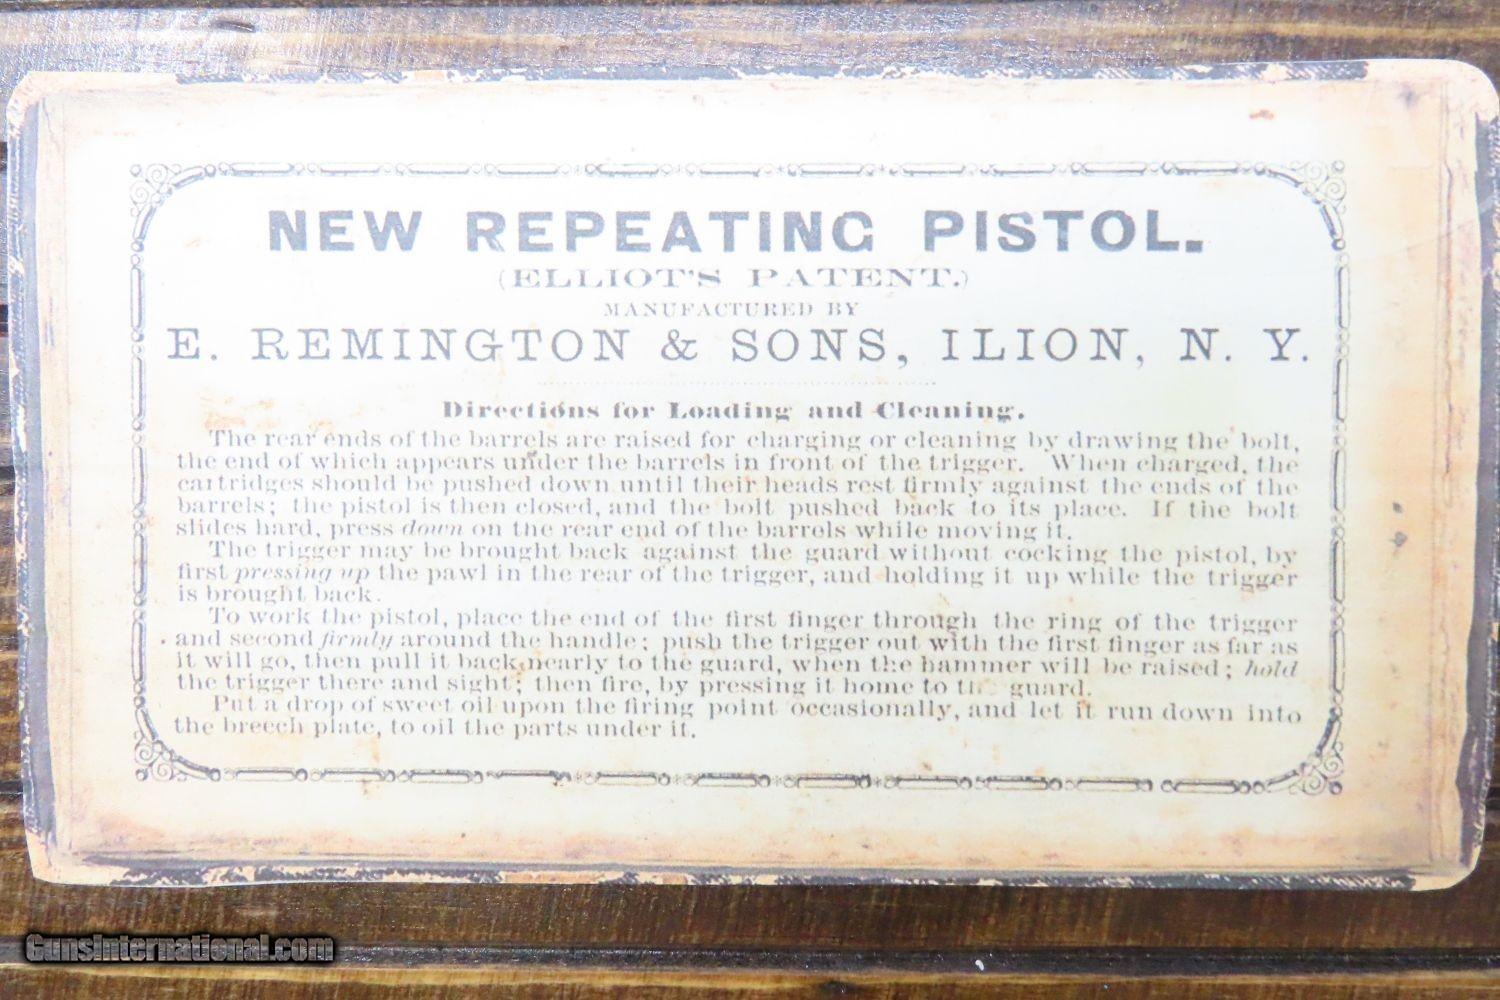 NEW REPEATING PISTOL.
(ELLIOT'S PATENT.)
MANUFACTURED BY
E. REMINGTON & SONS, ILION, N. Y.
Directions for Loading and Cleaning.
The rear ends of the barrels are raised for charging or cleaning by drawing the bolt,
the end of which appears under the barrels in front of the trigger. When charged, the
cartridges should be pushed down until their heads rest firmly against the ends of the
barrels; the pistol is then closed, and the bolt pushed back to its place. If the bolt
slides hard, press down on the rear end of the barrels while moving it.
The trigger may be brought back against the guard without cocking the pistol, by
first pressing up the pawl in the rear of the trigger, and holding it up while the trigger
is brought back.
To work the pistol, place the end of the first finger through the ring of the trigger
and second firmly around the handle; push the trigger out with the first finger as far as
it will go, then pull it back nearly to the guard, when the hammer will be raised; hold
the trigger there and sight; then fire, by pressing it home to the guard.
Put a drop of sweet oil upon the firing point occasionally, and let it run down into
the breech plate, to oil the parts under it.
GunsInternational.com